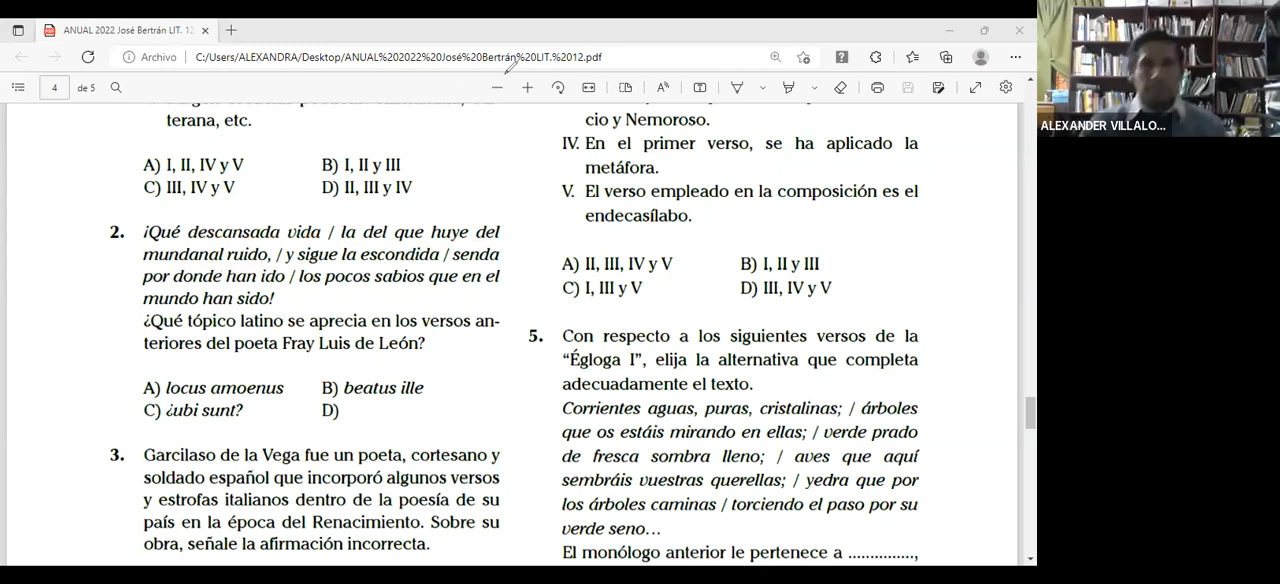 ANUAL 2022 José Bertrán LIT. 12
Archivo | C:/Users/ALEXANDRA/Desktop/ANUAL%202022%20José%20Bertrán%20LIT.%2012.pdf
4 de 5
ALEXANDER VILLALO...
terana, etc.
A) I, II, IV y V B) I, II y III
C) III, IV y V D) II, III y IV
2. ¡Qué descansada vida / la del que huye del
mundanal ruido, / y sigue la escondida / senda
por donde han ido / los pocos sabios que en el
mundo han sido!
¿Qué tópico latino se aprecia en los versos an-
teriores del poeta Fray Luis de León?
A) locus amoenus B) beatus ille
C) ¿ubi sunt? D)
3. Garcilaso de la Vega fue un poeta, cortesano y
soldado español que incorporó algunos versos
y estrofas italianos dentro de la poesía de su
país en la época del Renacimiento. Sobre su
obra, señale la afirmación incorrecta.
cio y Nemoroso.
IV. En el primer verso, se ha aplicado la
metáfora.
V. El verso empleado en la composición es el
endecasílabo.
A) II, III, IV y V B) I, II y III
C) I, III y V D) III, IV y V
5. Con respecto a los siguientes versos de la
“Égloga I”, elija la alternativa que completa
adecuadamente el texto.
Corrientes aguas, puras, cristalinas; / árboles
que os estáis mirando en ellas; / verde prado
de fresca sombra lleno; / aves que aquí
sembráis vuestras querellas; / yedra que por
los árboles caminas / torciendo el paso por su
verde seno…
El monólogo anterior le pertenece a ...............,